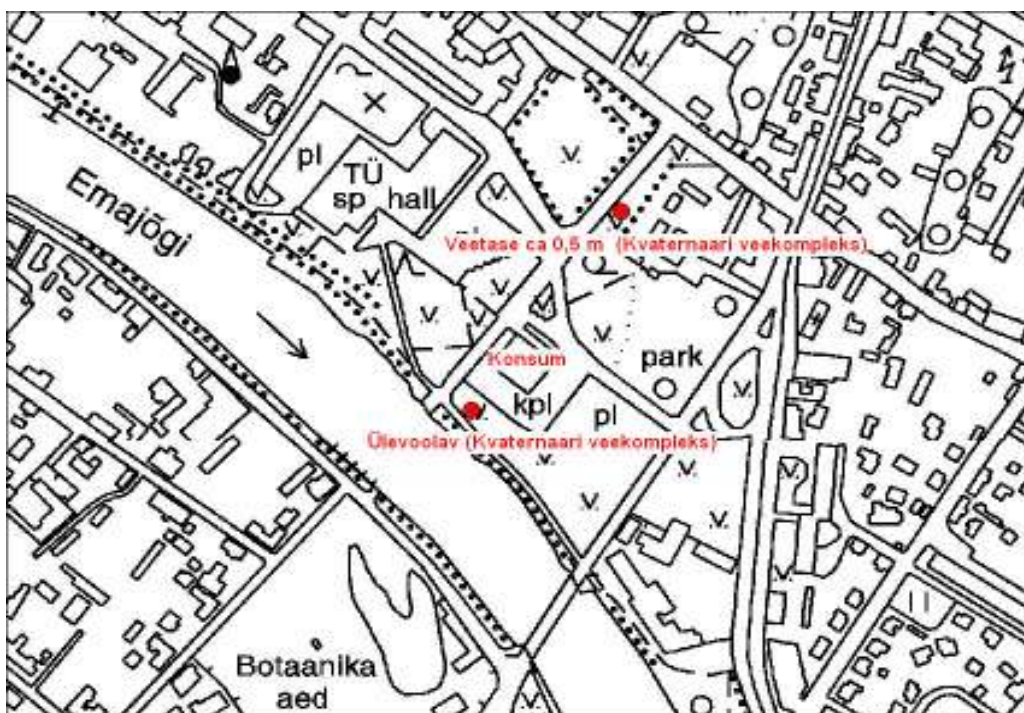 pl
TÜ
sp hall
Emajõgi
Veetase ca 0,5 m (Kvaternaari veekompleks)
Konsum
park
kpl
pl
Ülevoolav (Kvaternaari veekompleks)
Botaanika
aed